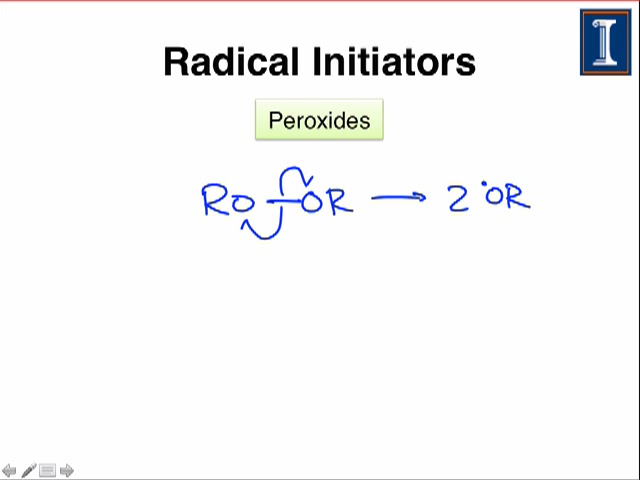 Radical Initiators
Peroxides
RO — OR ⟶ 2 •OR